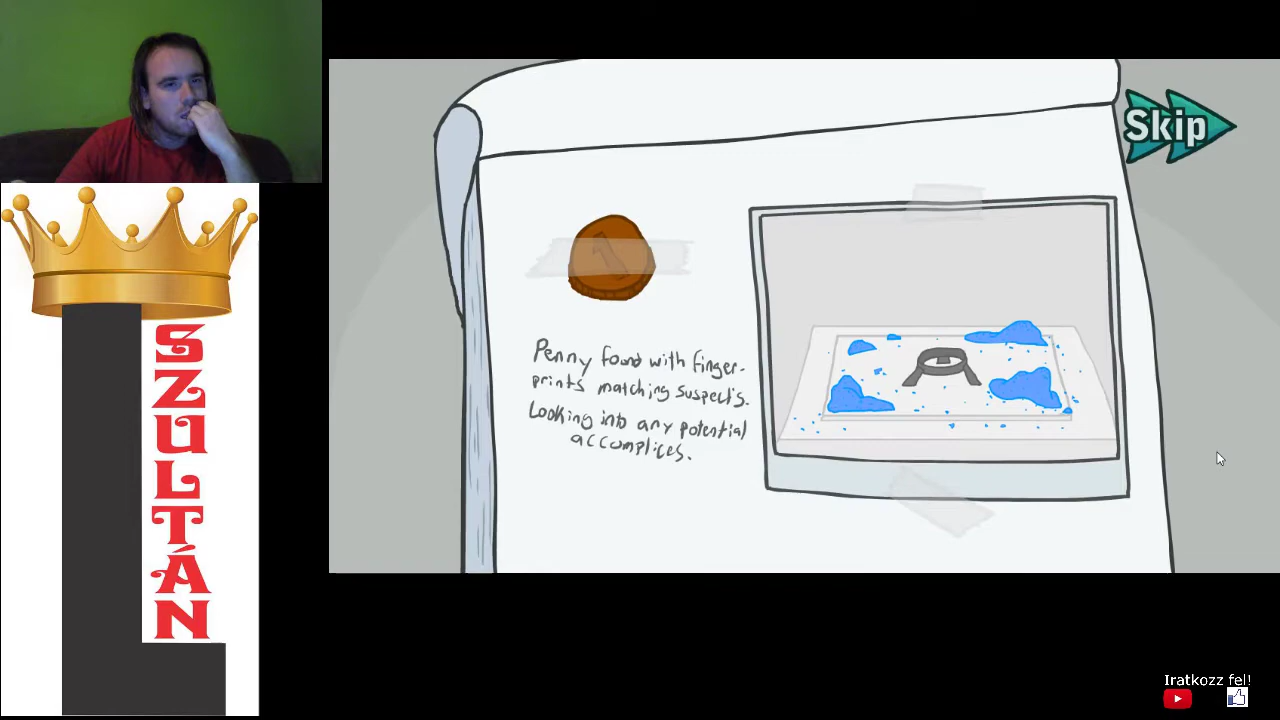 Skip
Penny found with finger-
prints matching suspect's.
Looking into any potential
accomplices.
L
SZULTÁN
Iratkozz fel!